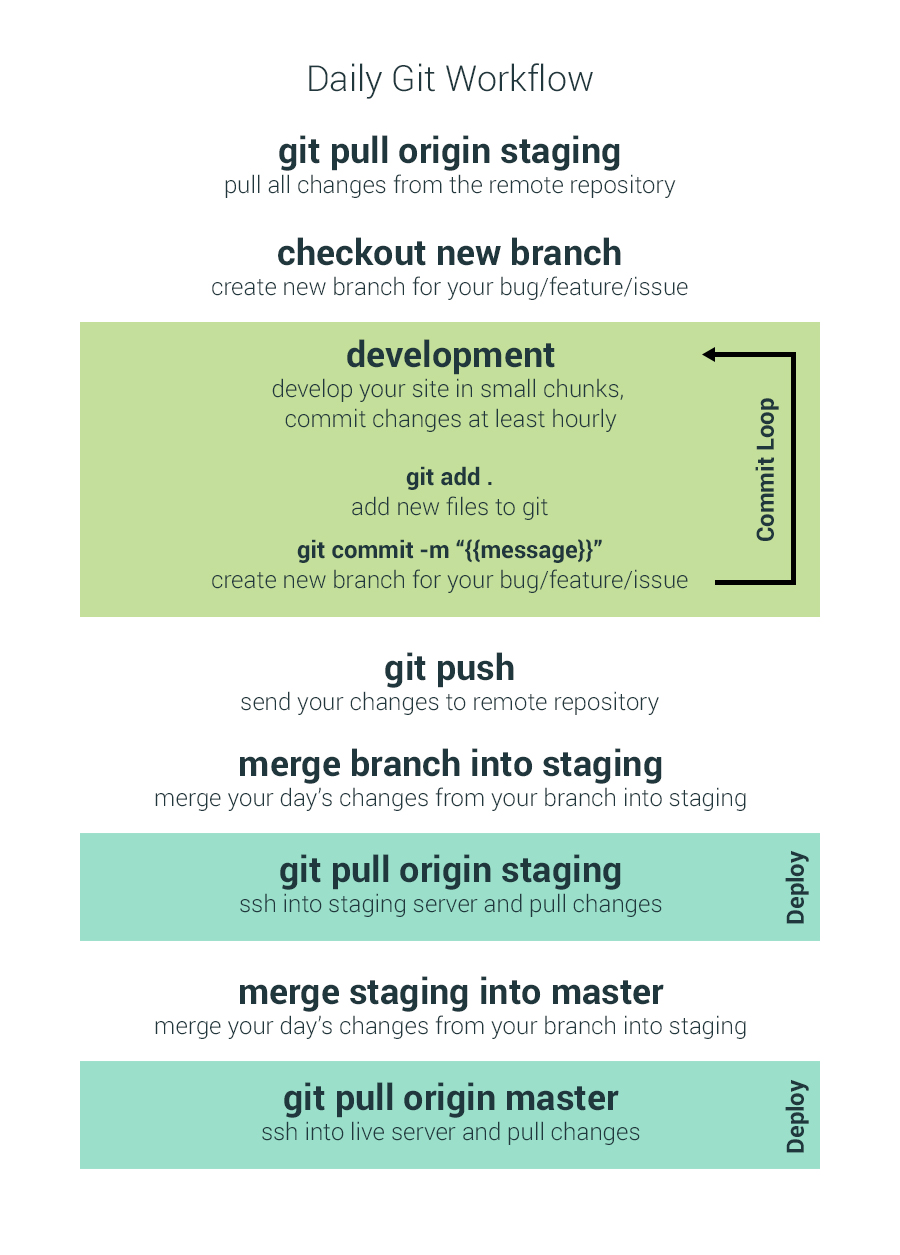 Daily Git Workflow
git pull origin staging
pull all changes from the remote repository
checkout new branch
create new branch for your bug/feature/issue
development
develop your site in small chunks,
commit changes at least hourly
git add .
add new files to git
git commit -m “{{message}}”
create new branch for your bug/feature/issue
Commit Loop
git push
send your changes to remote repository
merge branch into staging
merge your day’s changes from your branch into staging
git pull origin staging
ssh into staging server and pull changes
Deploy
merge staging into master
merge your day’s changes from your branch into staging
git pull origin master
ssh into live server and pull changes
Deploy